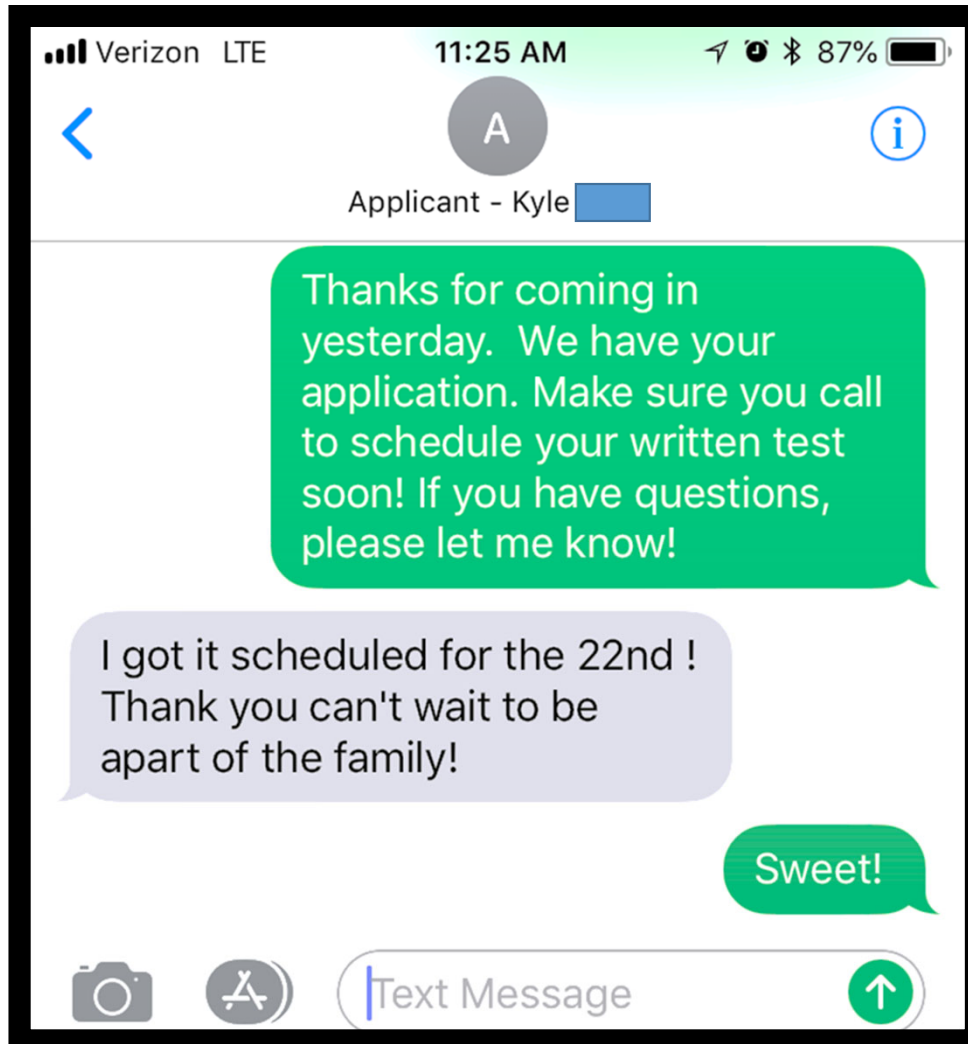 Verizon LTE 11:25 AM 87%
A
i
Applicant - Kyle
Thanks for coming in
yesterday.  We have your
application. Make sure you call
to schedule your written test
soon! If you have questions,
please let me know!
I got it scheduled for the 22nd !
Thank you can't wait to be
apart of the family!
Sweet!
Text Message